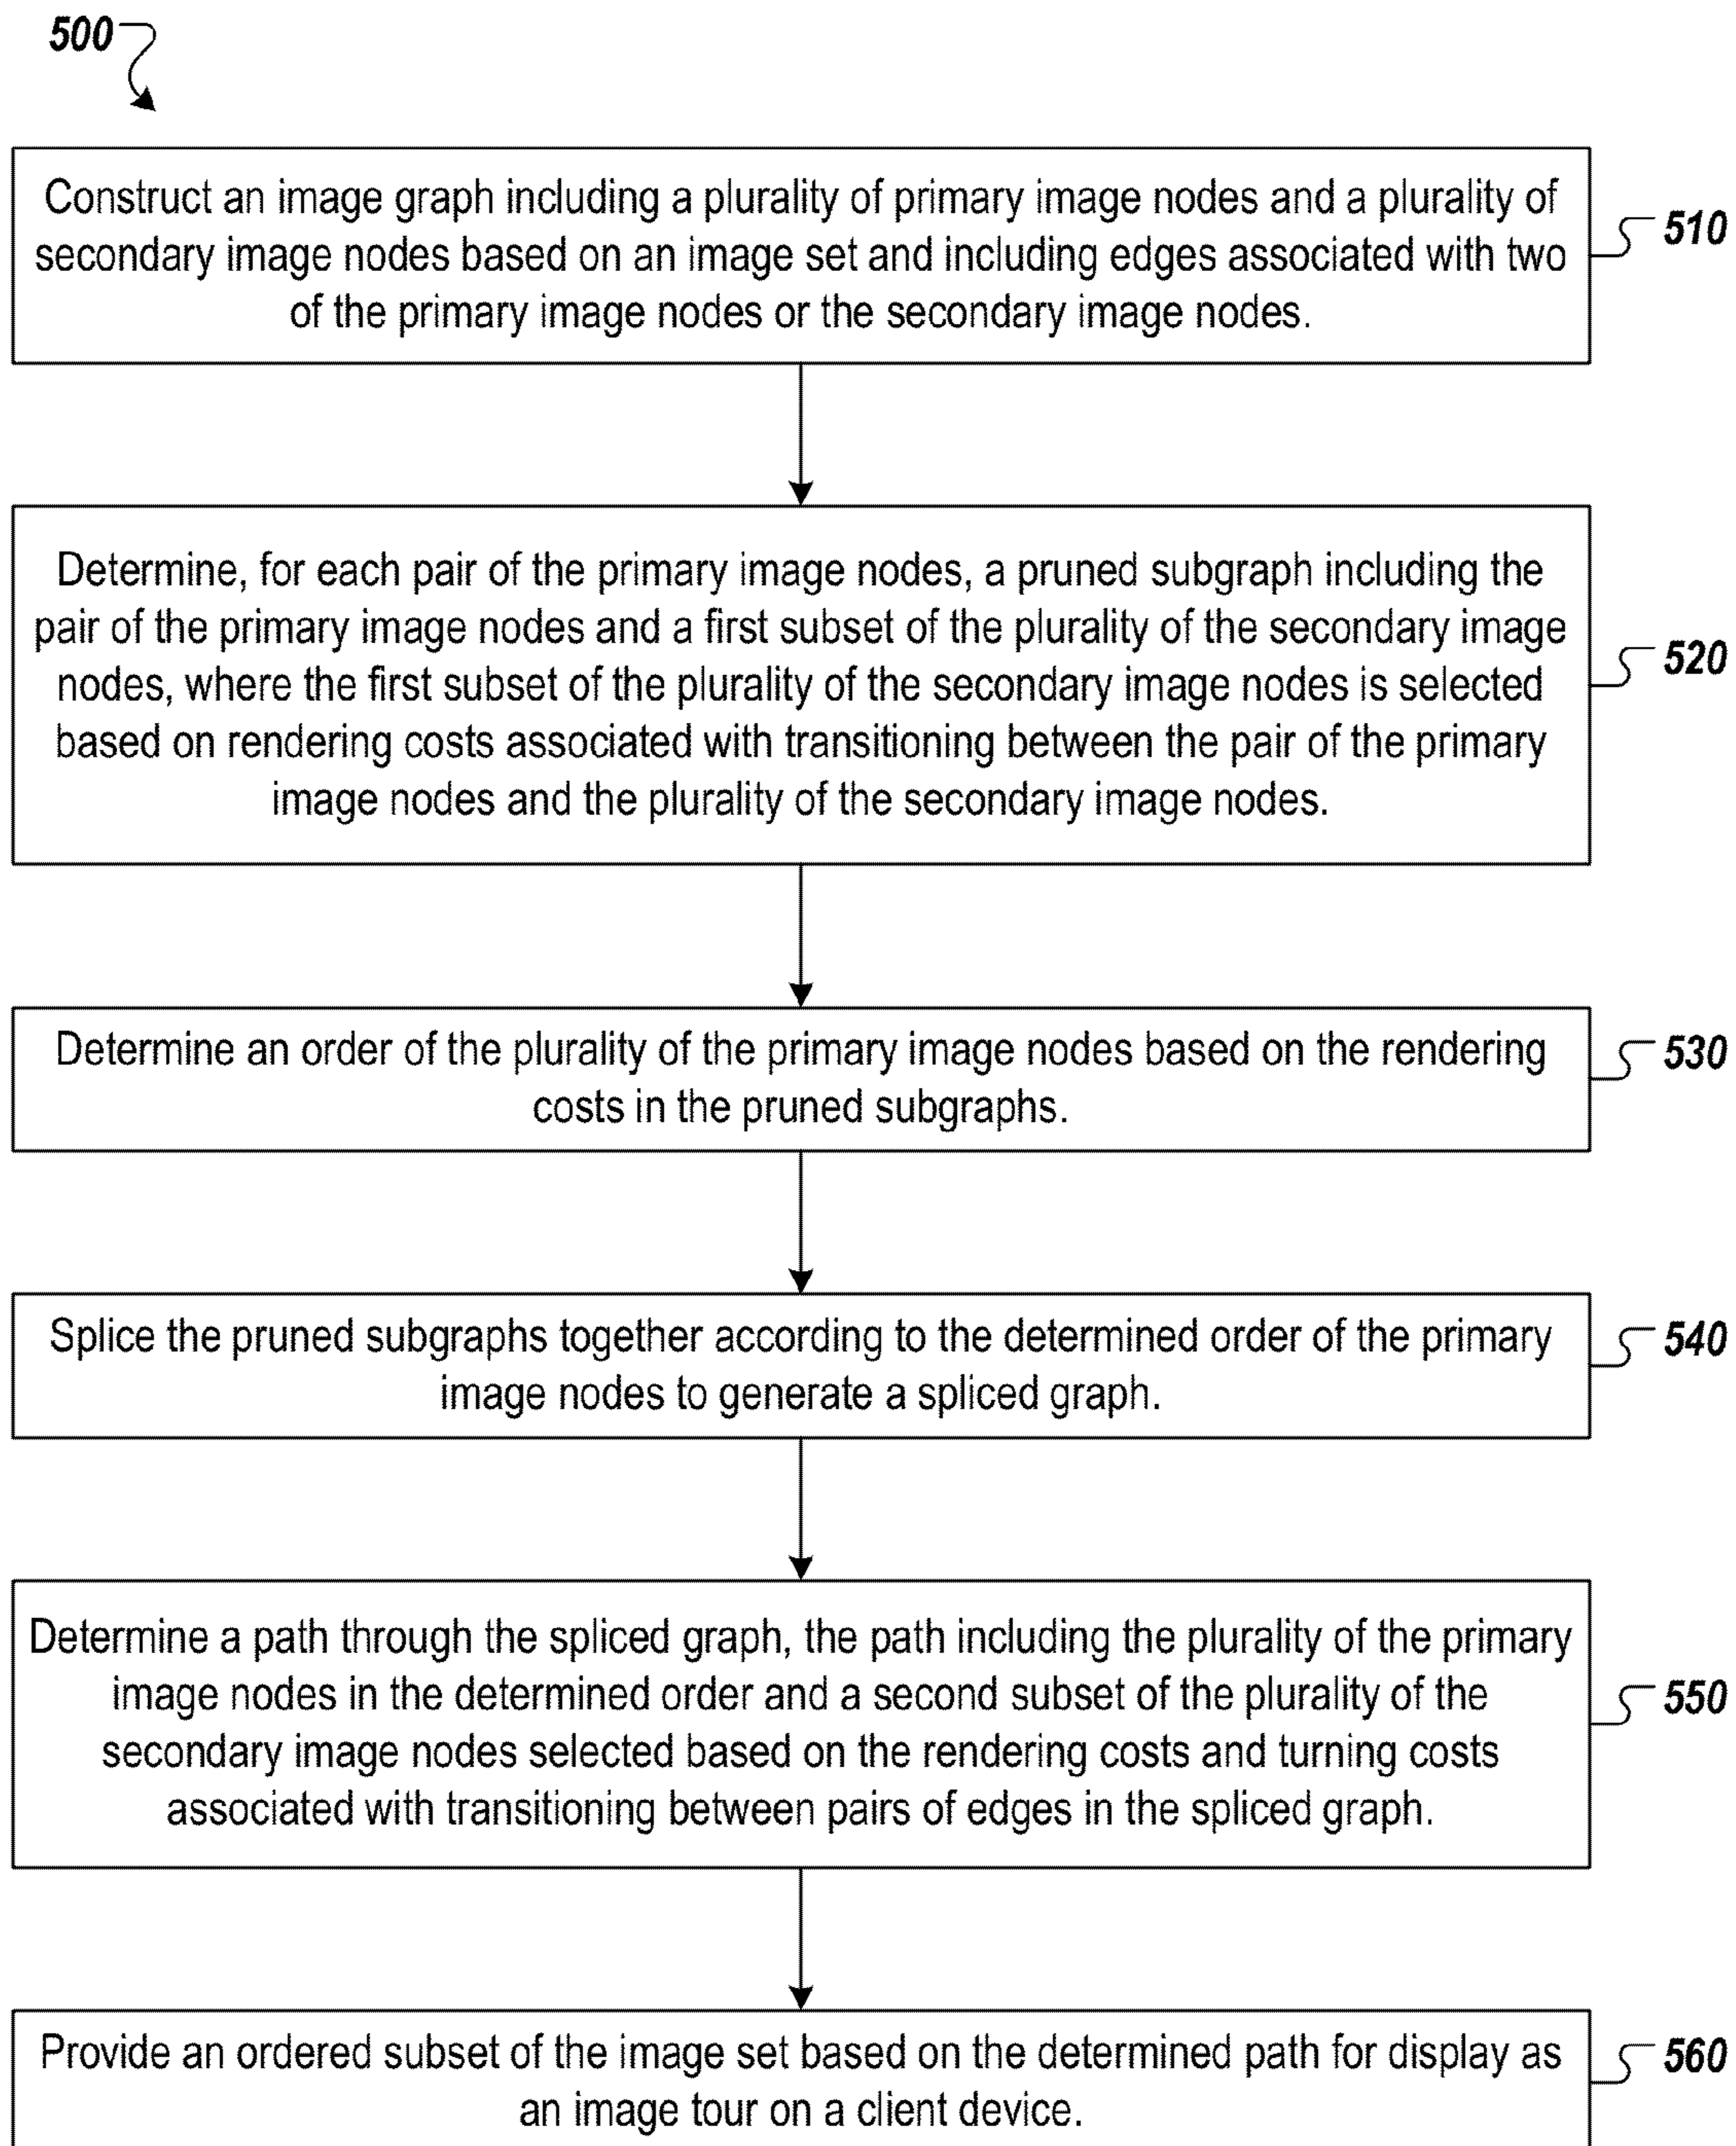 500
Construct an image graph including a plurality of primary image nodes and a plurality of
secondary image nodes based on an image set and including edges associated with two
of the primary image nodes or the secondary image nodes.
510
Determine, for each pair of the primary image nodes, a pruned subgraph including the
pair of the primary image nodes and a first subset of the plurality of the secondary image
nodes, where the first subset of the plurality of the secondary image nodes is selected
based on rendering costs associated with transitioning between the pair of the primary
image nodes and the plurality of the secondary image nodes.
520
Determine an order of the plurality of the primary image nodes based on the rendering
costs in the pruned subgraphs.
530
Splice the pruned subgraphs together according to the determined order of the primary
image nodes to generate a spliced graph.
540
Determine a path through the spliced graph, the path including the plurality of the primary
image nodes in the determined order and a second subset of the plurality of the
secondary image nodes selected based on the rendering costs and turning costs
associated with transitioning between pairs of edges in the spliced graph.
550
Provide an ordered subset of the image set based on the determined path for display as
an image tour on a client device.
560